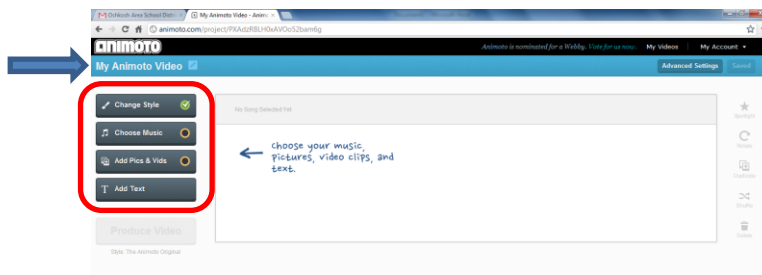 Oshkosh Area School Distric
My Animoto Video - Animo
animoto.com/project/PXAdzRBLH0xAVOo52bam6g
animoto
Animoto is nominated for a Webby. Vote for us now.
My Videos
My Account
My Animoto Video
Advanced Settings
Saved
Change Style
No Song Selected Yet
Choose Music
Add Pics & Vids
T Add Text
choose your music,
pictures, video clips, and
text.
Spotlight
Rotate
Duplicate
Shuffle
Delete
Produce Video
Style: The Animoto Original